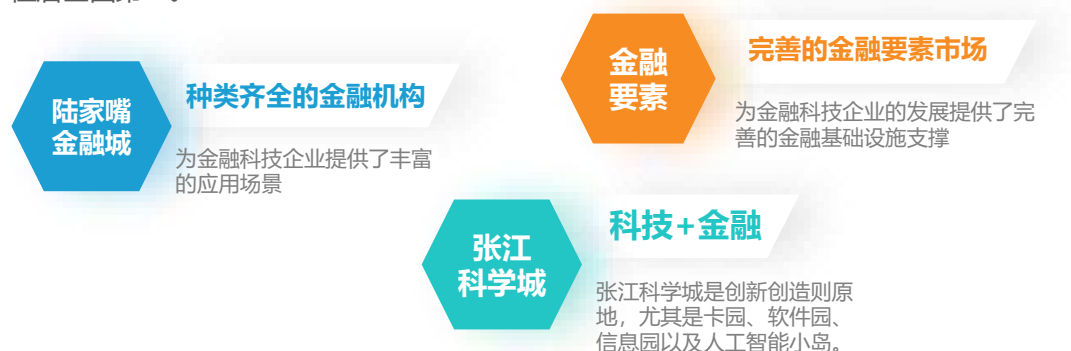 陆家嘴
金融城
种类齐全的金融机构
为金融科技企业提供了丰富
的应用场景
金融
要素
完善的金融要素市场
为金融科技企业的发展提供了完
善的金融基础设施支撑
张江
科学城
科技+金融
张江科学城是创新创造则原
地，尤其是卡园、软件园、
信息园以及人工智能小岛。